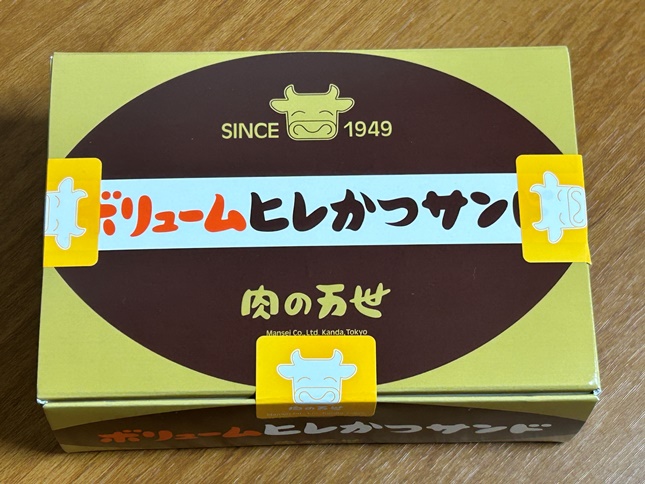 SINCE 1949
ボリュームヒレかつサンド
肉の万世
Mansei Co., Ltd. Kanda, Tokyo
肉の万世
ボリュームヒレかつサンド